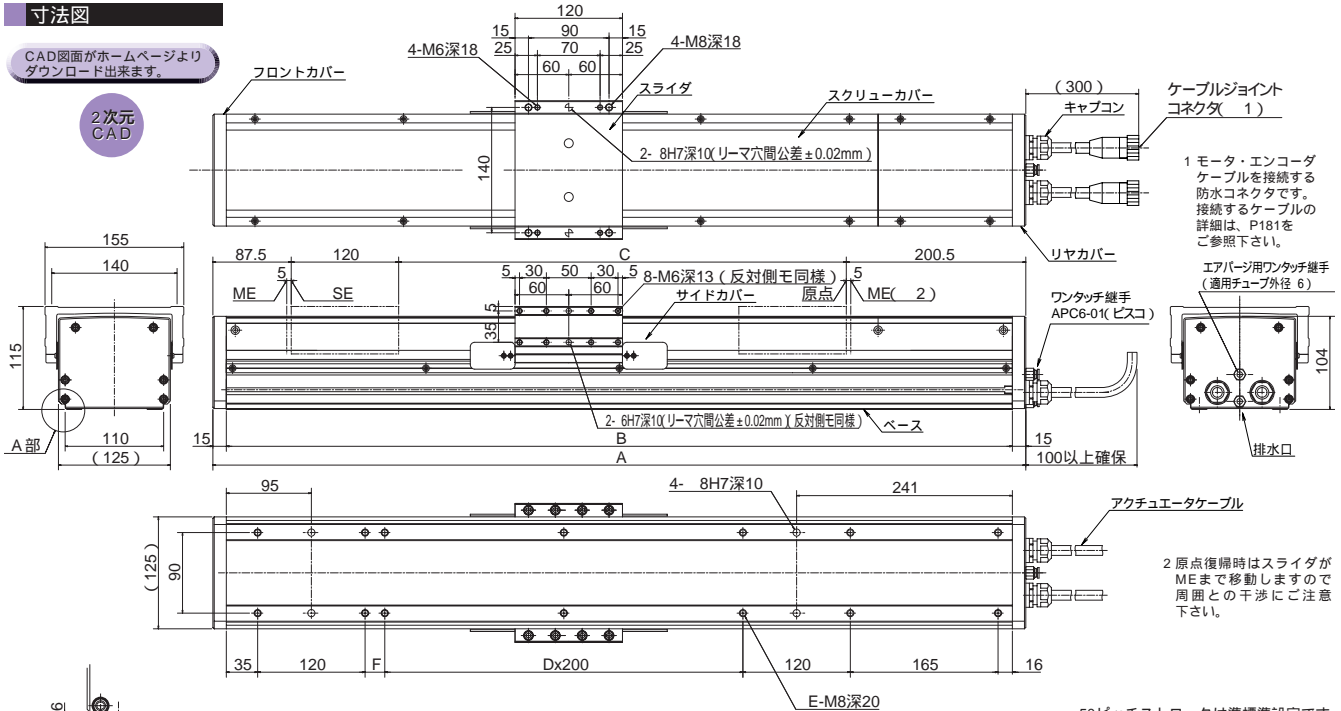 寸法図
CAD図面がホームページより
ダウンロード出来ます。
2次元
CAD
フロントカバー
120
15
90
15
25
70
25
60
60
4-M6深18
4-M8深18
スライダ
スクリューカバー
2- 8H7深10(リーマ穴間公差±0.02mm)
140
(300)
キャプコン
ケーブルジョイント
コネクタ( 1)
1 モータ・エンコーダ
ケーブルを接続する
防水コネクタです。
接続するケーブルの
詳細は、P181を
ご参照下さい。
リヤカバー
155
140
115
A部
110
(125)
87.5
120
C
200.5
5
ME
SE
5
30
50
30
5
60
60
8-M6深13(反対側モ同様)
サイドカバー
原点
5
ME( 2)
5
35
ワンタッチ継手
APC6-01(ビスコ)
2- 6H7深10(リーマ穴間公差±0.02mm)(反対側モ同様)
ベース
15
B
15
A
100以上確保
エアパージ用ワンタッチ継手
(適用チューブ外径 6)
104
排水口
95
4- 8H7深10
241
アクチュエータケーブル
(125)
90
2 原点復帰時はスライダが
MEまで移動しますので
周囲との干渉にご注意
下さい。
35
120
F
Dx200
120
165
16
E-M8深20
6